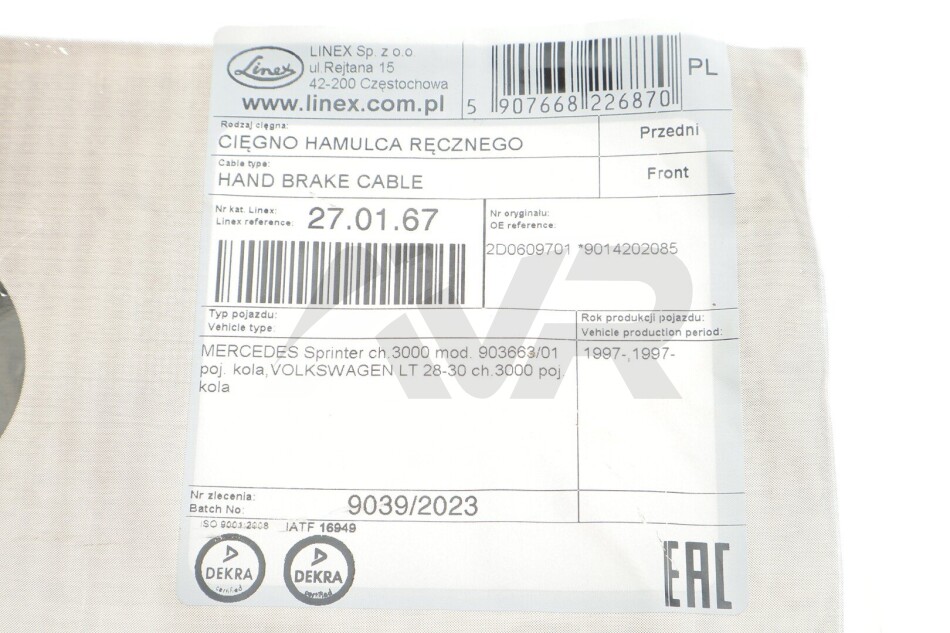 Linex
LINEX Sp. z o.o
ul.Rejtana 15
42-200 Częstochowa
www.linex.com.pl
5 907668 226870
PL
Rodzaj cięgna:
CIĘGNO HAMULCA RĘCZNEGO
Przedni
Cable type:
HAND BRAKE CABLE
Front
Nr kat. Linex:
Linex reference:
27.01.67
Nr oryginału:
OE reference:
2D0609701 *9014202085
Typ pojazdu:
Vehicle type:
Rok produkcji pojazdu:
Vehicle production period:
MERCEDES Sprinter ch.3000 mod. 903663/01
poj. kola,VOLKSWAGEN LT 28-30 ch.3000 poj.
kola
1997-,1997-
Nr zlecenia:
Batch No:
9039/2023
ISO 9001:2008 IATF 16949
DEKRA
certified
DEKRA
certified
EAC
AVR